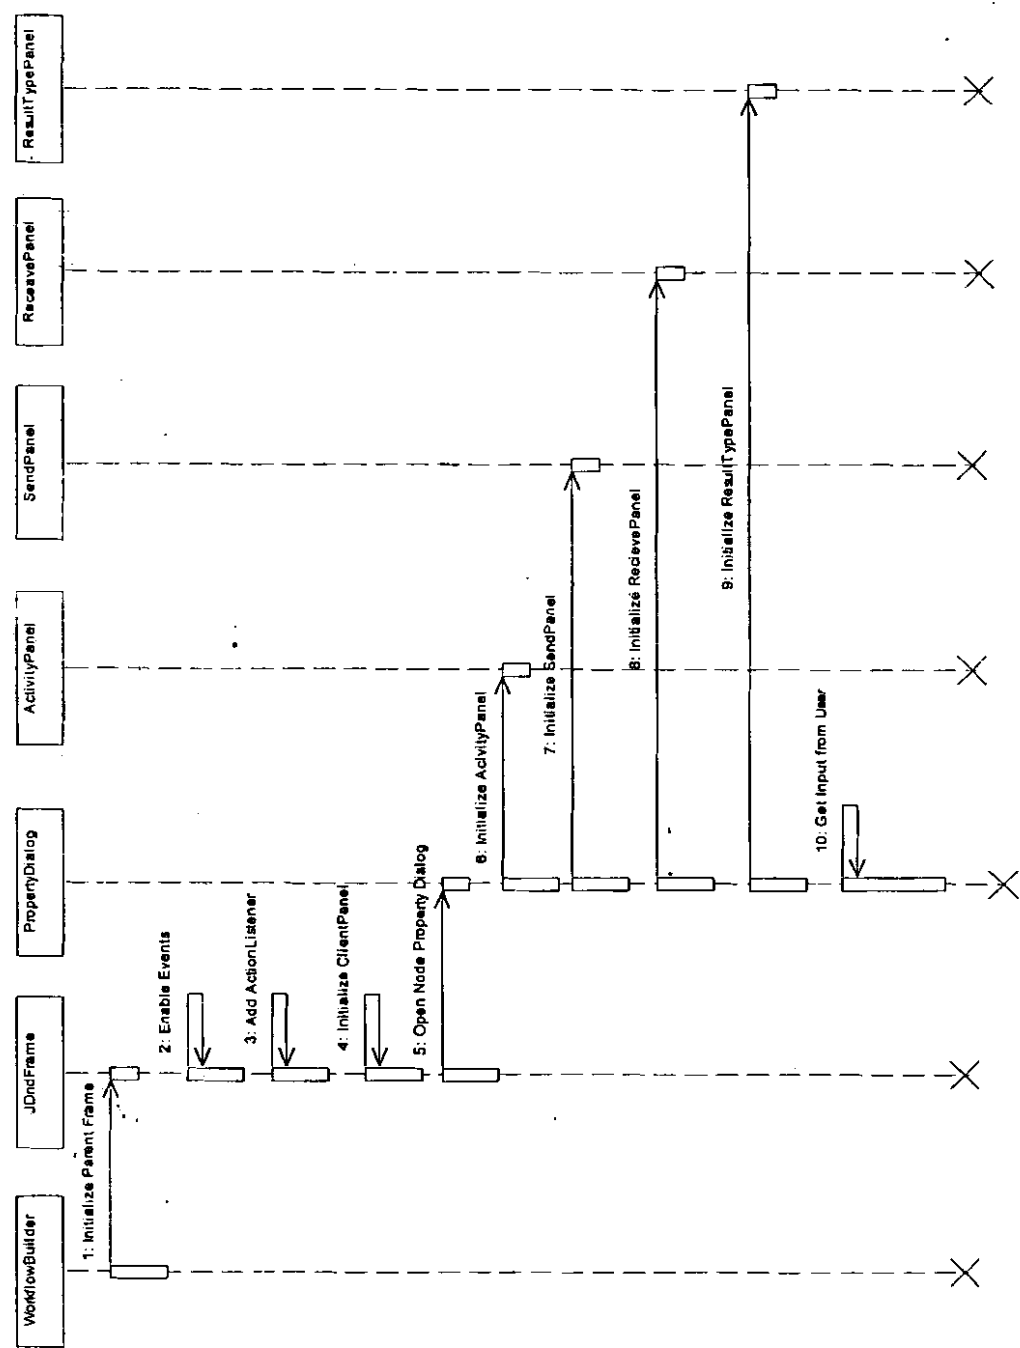 WorkflowBuilder
JDndFrame
PropertyDialog
ActivityPanel
SendPanel
ReceavePanel
ResultTypePanel
1: Initialize Parent Frame
2: Enable Events
3: Add ActionListener
4: Initialize ClientPanel
5: Open Node Property Dialog
6: Initialize AcivityPanel
7: Initialize SendPanel
8: Initialize RecievePanel
9: Initialize ResultTypePanel
10: Get Input from User